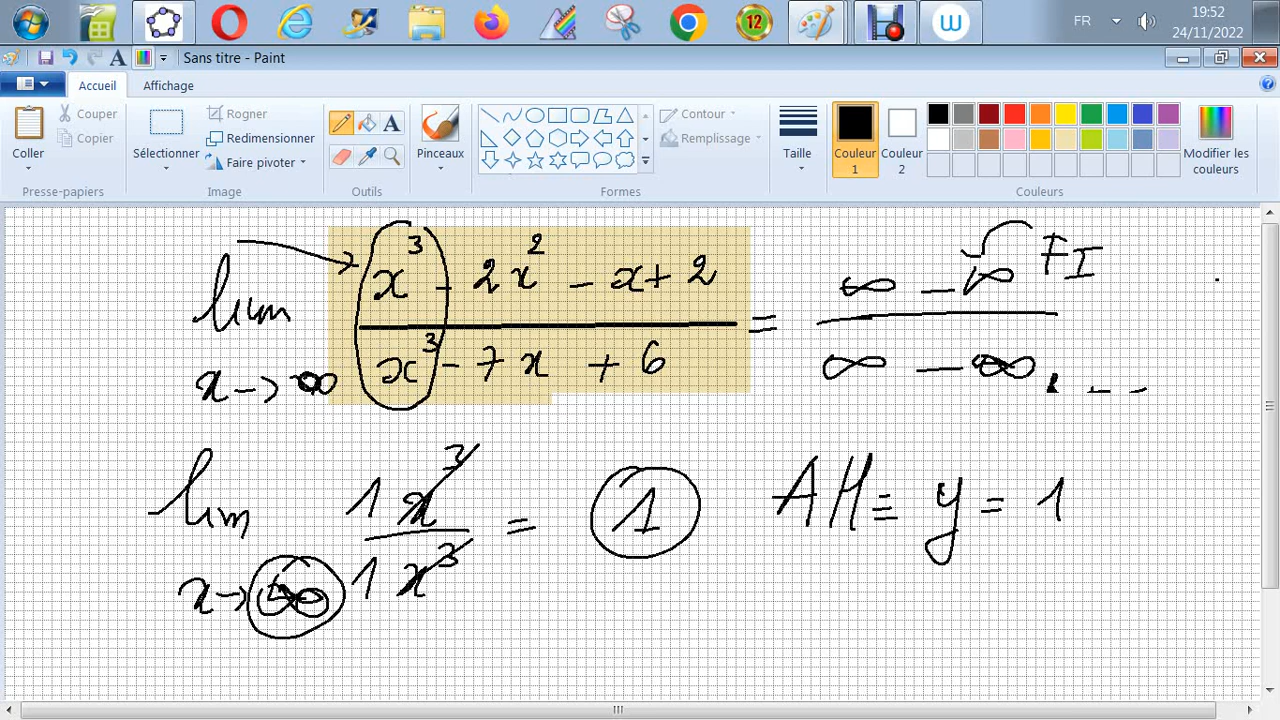 12
FR
19:52
24/11/2022
Sans titre - Paint
Accueil
Affichage
Coller
Couper
Copier
Presse-papiers
Sélectionner
Rogner
Redimensionner
Faire pivoter
Image
A
Outils
Pinceaux
Contour
Remplissage
Formes
Taille
Couleur
1
Couleur
2
Modifier les
couleurs
Couleurs
x³ - 2x² - x + 2
lim ――― = ∞ - ∞ FI
x → ∞ x³ - 7x + 6 ∞ - ∞
lim 1x³ = 1 AH ≡ y = 1
x → ∞ 1x³